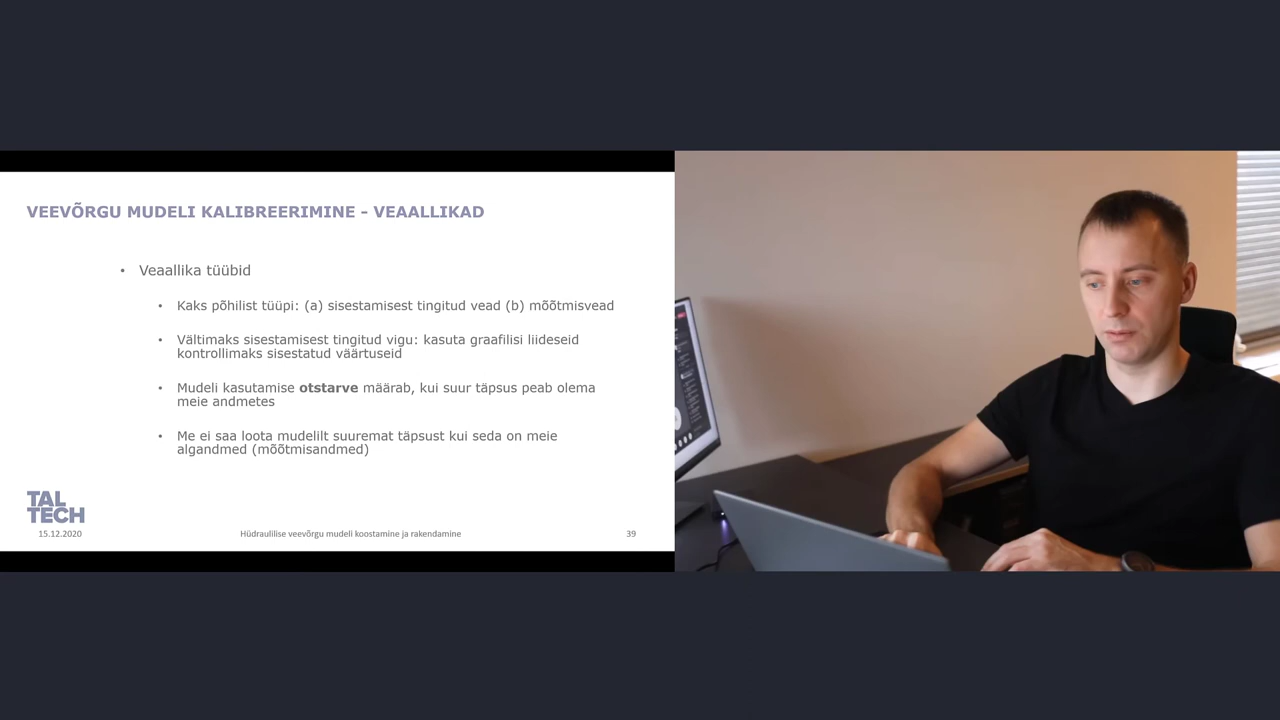 VEEVÕRGU MUDELI KALIBREERIMINE - VEAALLIKAD
• Veaallika tüübid
• Kaks põhilist tüüpi: (a) sisestamisest tingitud vead (b) mõõtmisvead
• Vältimaks sisestamisest tingitud vigu: kasuta graafilisi liideseid
kontrollimaks sisestatud väärtuseid
• Mudeli kasutamise otstarve määrab, kui suur täpsus peab olema
meie andmetes
• Me ei saa loota mudelilt suuremat täpsust kui seda on meie
algandmed (mõõtmisandmed)
TAL
TECH
15.12.2020
Hüdraulilise veevõrgu mudeli koostamine ja rakendamine
39